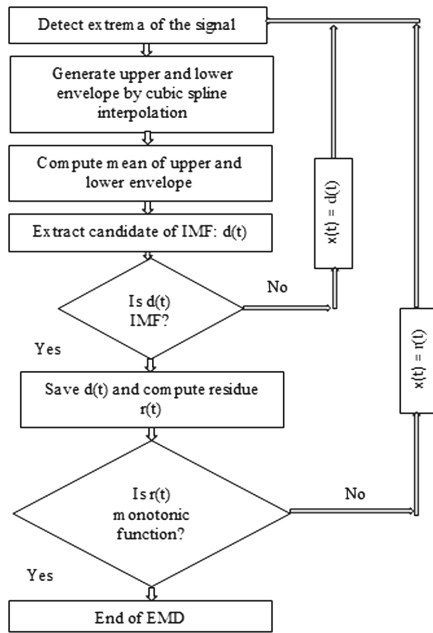 Detect extrema of the signal
Generate upper and lower
envelope by cubic spline
interpolation
Compute mean of upper and
lower envelope
Extract candidate of IMF: d(t)
Is d(t)
IMF?
No
x(t) = d(t)
Yes
Save d(t) and compute residue
r(t)
x(t) = r(t)
Is r(t)
monotonic
function?
No
Yes
End of EMD